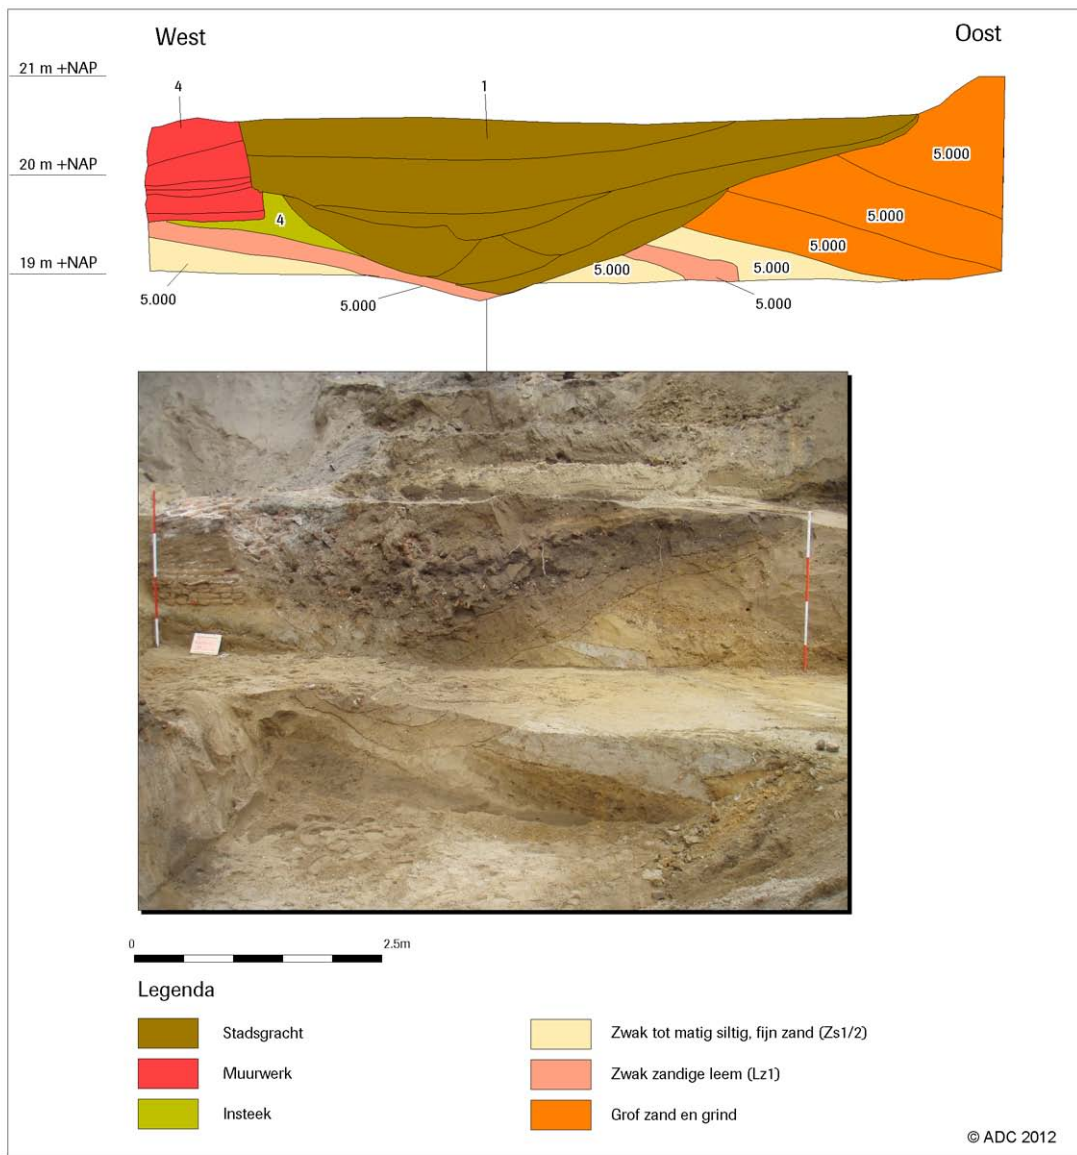 West
Oost
21 m +NAP
4
1
20 m +NAP
5.000
5.000
4
5.000
19 m +NAP
5.000
5.000
5.000
5.000
5.000
0
2.5m
Legenda
Stadsgracht
Zwak tot matig siltig, fijn zand (Zs1/2)
Muurwerk
Zwak zandige leem (Lz1)
Insteek
Grof zand en grind
© ADC 2012